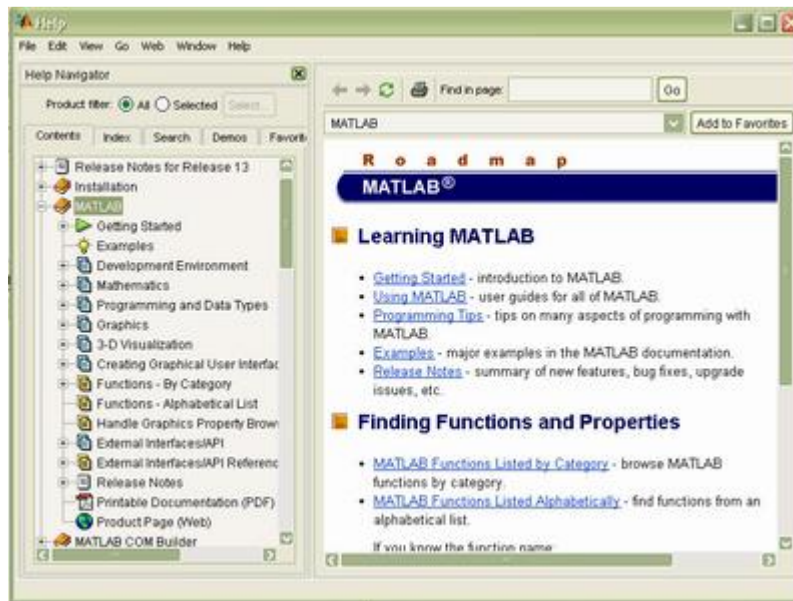 Help
File Edit View Go Web Window Help
Help Navigator
Product filter: All Selected Select...
Contents Index Search Demos Favorit
Release Notes for Release 13
Installation
MATLAB
Getting Started
Examples
Development Environment
Mathematics
Programming and Data Types
Graphics
3-D Visualization
Creating Graphical User Interfac
Functions - By Category
Functions - Alphabetical List
Handle Graphics Property Brow
External Interfaces/API
External Interfaces/API Referenc
Release Notes
Printable Documentation (PDF)
Product Page (Web)
MATLAB COM Builder
Find in page: Go
MATLAB Add to Favorites
Roadmap
MATLAB®
Learning MATLAB
• Getting Started - introduction to MATLAB.
• Using MATLAB - user guides for all of MATLAB.
• Programming Tips - tips on many aspects of programming with
MATLAB.
• Examples - major examples in the MATLAB documentation.
• Release Notes - summary of new features, bug fixes, upgrade
issues, etc.
Finding Functions and Properties
• MATLAB Functions Listed by Category - browse MATLAB
functions by category.
• MATLAB Functions Listed Alphabetically - find functions from an
alphabetical list.
If you know the function name: